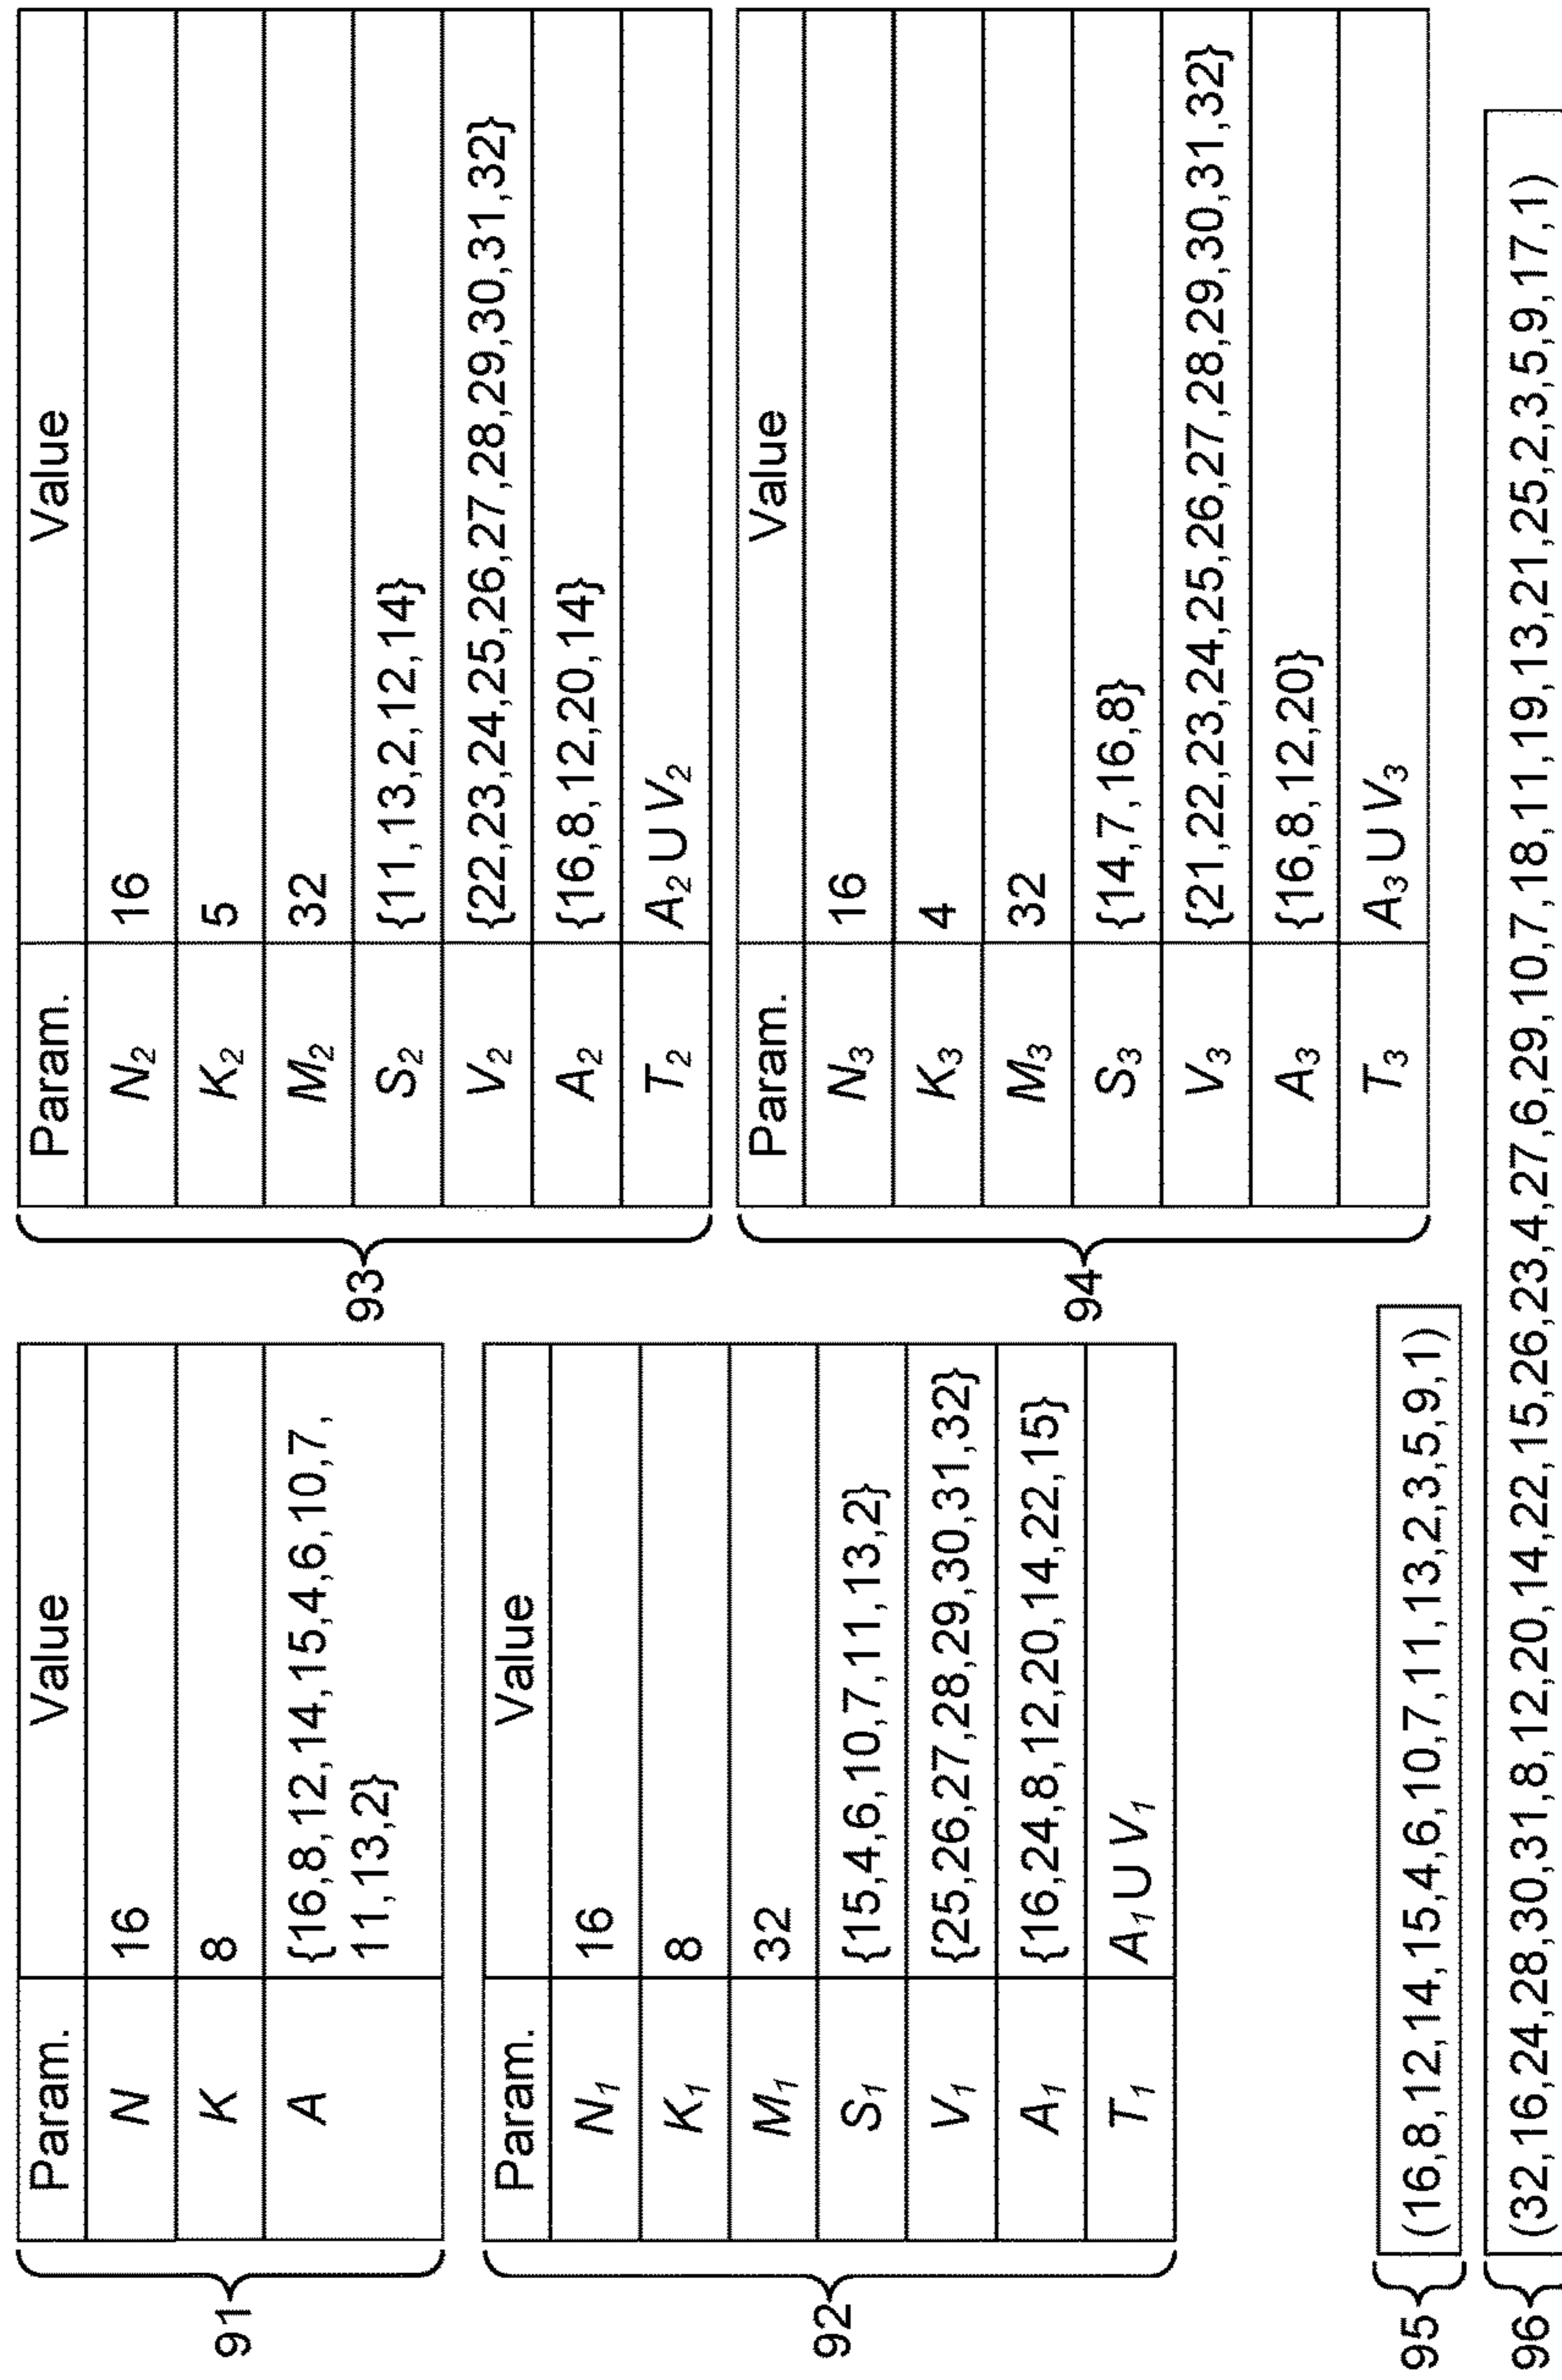 Param. Value
N 16
K 8
A {16,8,12,14,15,4,6,10,7,
11,13,2}
91
Param. Value
N₁ 16
K₁ 8
M₁ 32
S₁ {15,4,6,10,7,11,13,2}
V₁ {25,26,27,28,29,30,31,32}
A₁ {16,24,8,12,20,14,22,15}
T₁ A₁ U V₁
92
Param. Value
N₂ 16
K₂ 5
M₂ 32
S₂ {11,13,2,12,14}
V₂ {22,23,24,25,26,27,28,29,30,31,32}
A₂ {16,8,12,20,14}
T₂ A₂ U V₂
93
Param. Value
N₃ 16
K₃ 4
M₃ 32
S₃ {14,7,16,8}
V₃ {21,22,23,24,25,26,27,28,29,30,31,32}
A₃ {16,8,12,20}
T₃ A₃ U V₃
94
95 (16,8,12,14,15,4,6,10,7,11,13,2,3,5,9,1)
96 (32,16,24,28,30,31,8,12,20,14,22,15,26,23,4,27,6,29,10,7,18,11,19,13,21,25,2,3,5,9,17,1)